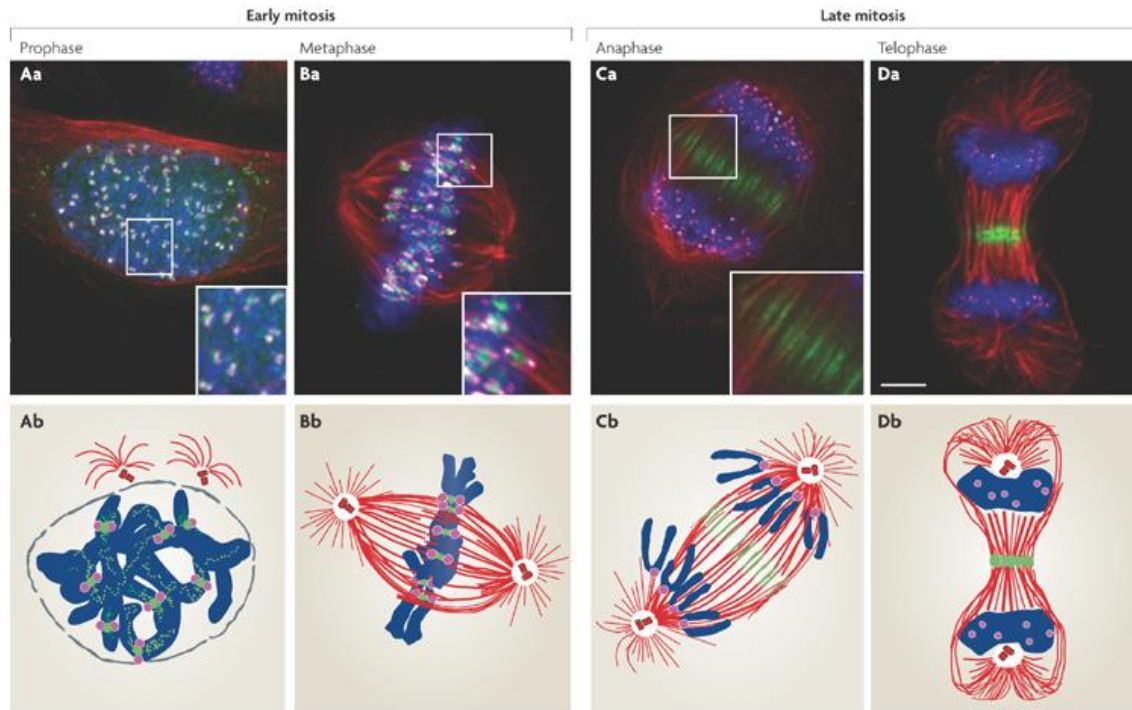 Early mitosis
Late mitosis
Prophase
Metaphase
Anaphase
Telophase
Aa
Ba
Ca
Da
Ab
Bb
Cb
Db